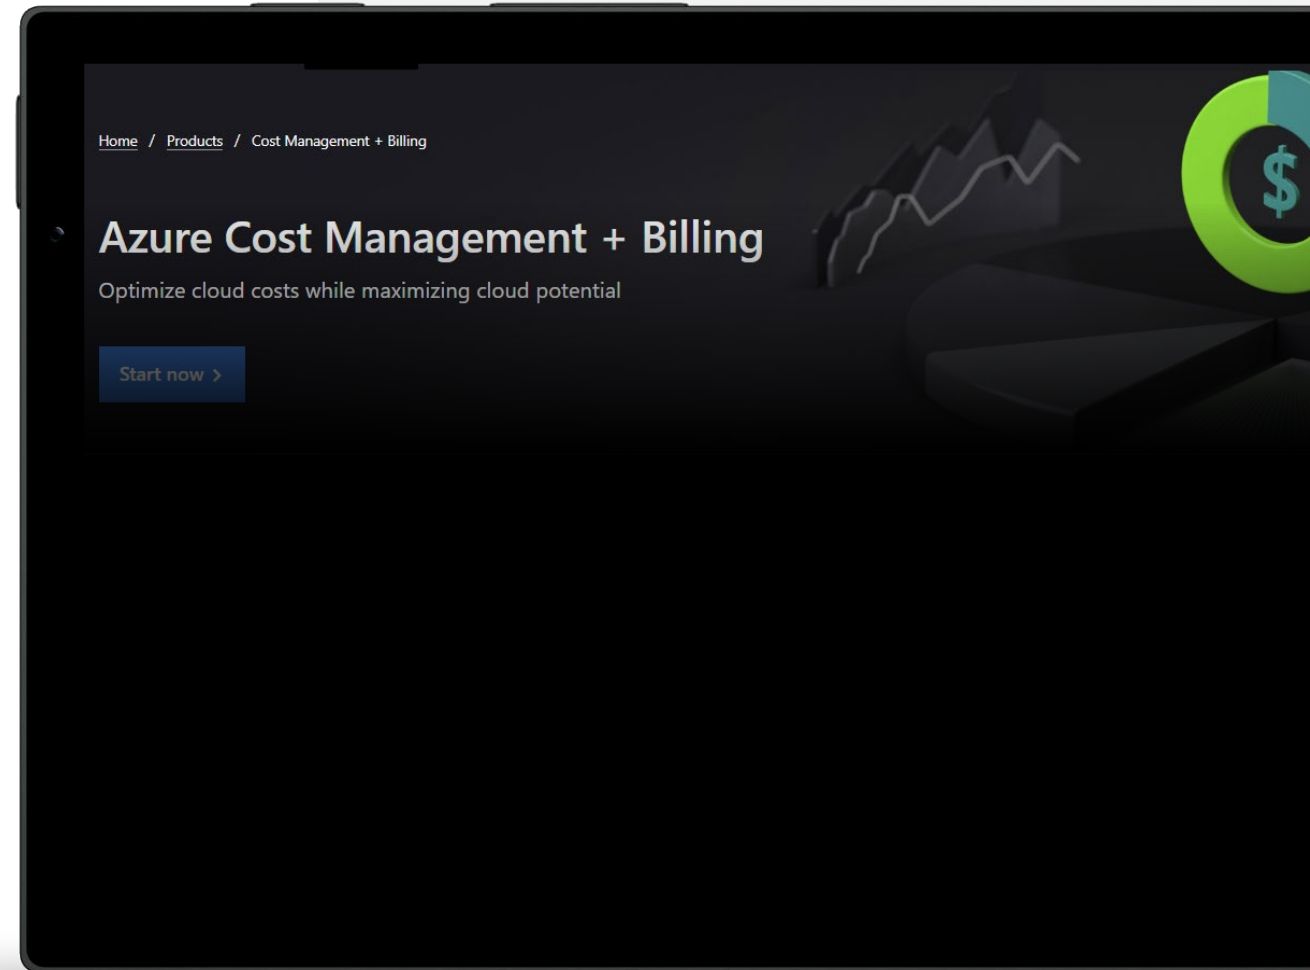 Home / Products / Cost Management + Billing
Azure Cost Management + Billing
Optimize cloud costs while maximizing cloud potential
Start now >
$